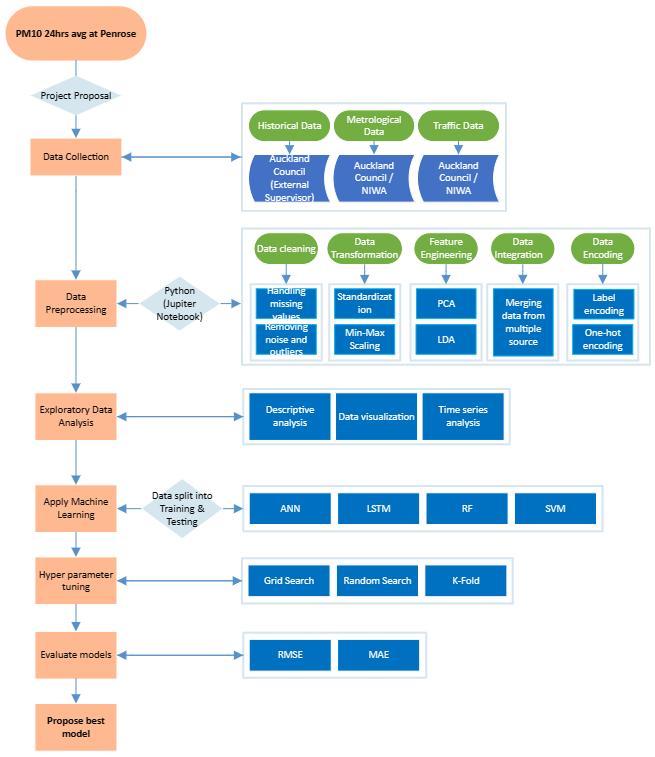 PM10 24hrs avg at Penrose
Project Proposal
Data Collection
Historical Data
Metrological
Data
Traffic Data
Auckland
Council
(External
Supervisor)
Auckland
Council /
NIWA
Auckland
Council /
NIWA
Data
Preprocessing
Python
(Jupiter
Notebook)
Data cleaning
Data
Transformation
Feature
Engineering
Data
Integration
Data
Encoding
Handling
missing
values
Removing
noise and
outliers
Standardizat
ion
Min-Max
Scaling
PCA
LDA
Merging
data from
multiple
source
Label
encoding
One-hot
encoding
Exploratory Data
Analysis
Descriptive
analysis
Data visualization
Time series
analysis
Apply Machine
Learning
Data split into
Training &
Testing
ANN
LSTM
RF
SVM
Hyper parameter
tuning
Grid Search
Random Search
K-Fold
Evaluate models
RMSE
MAE
Propose best
model